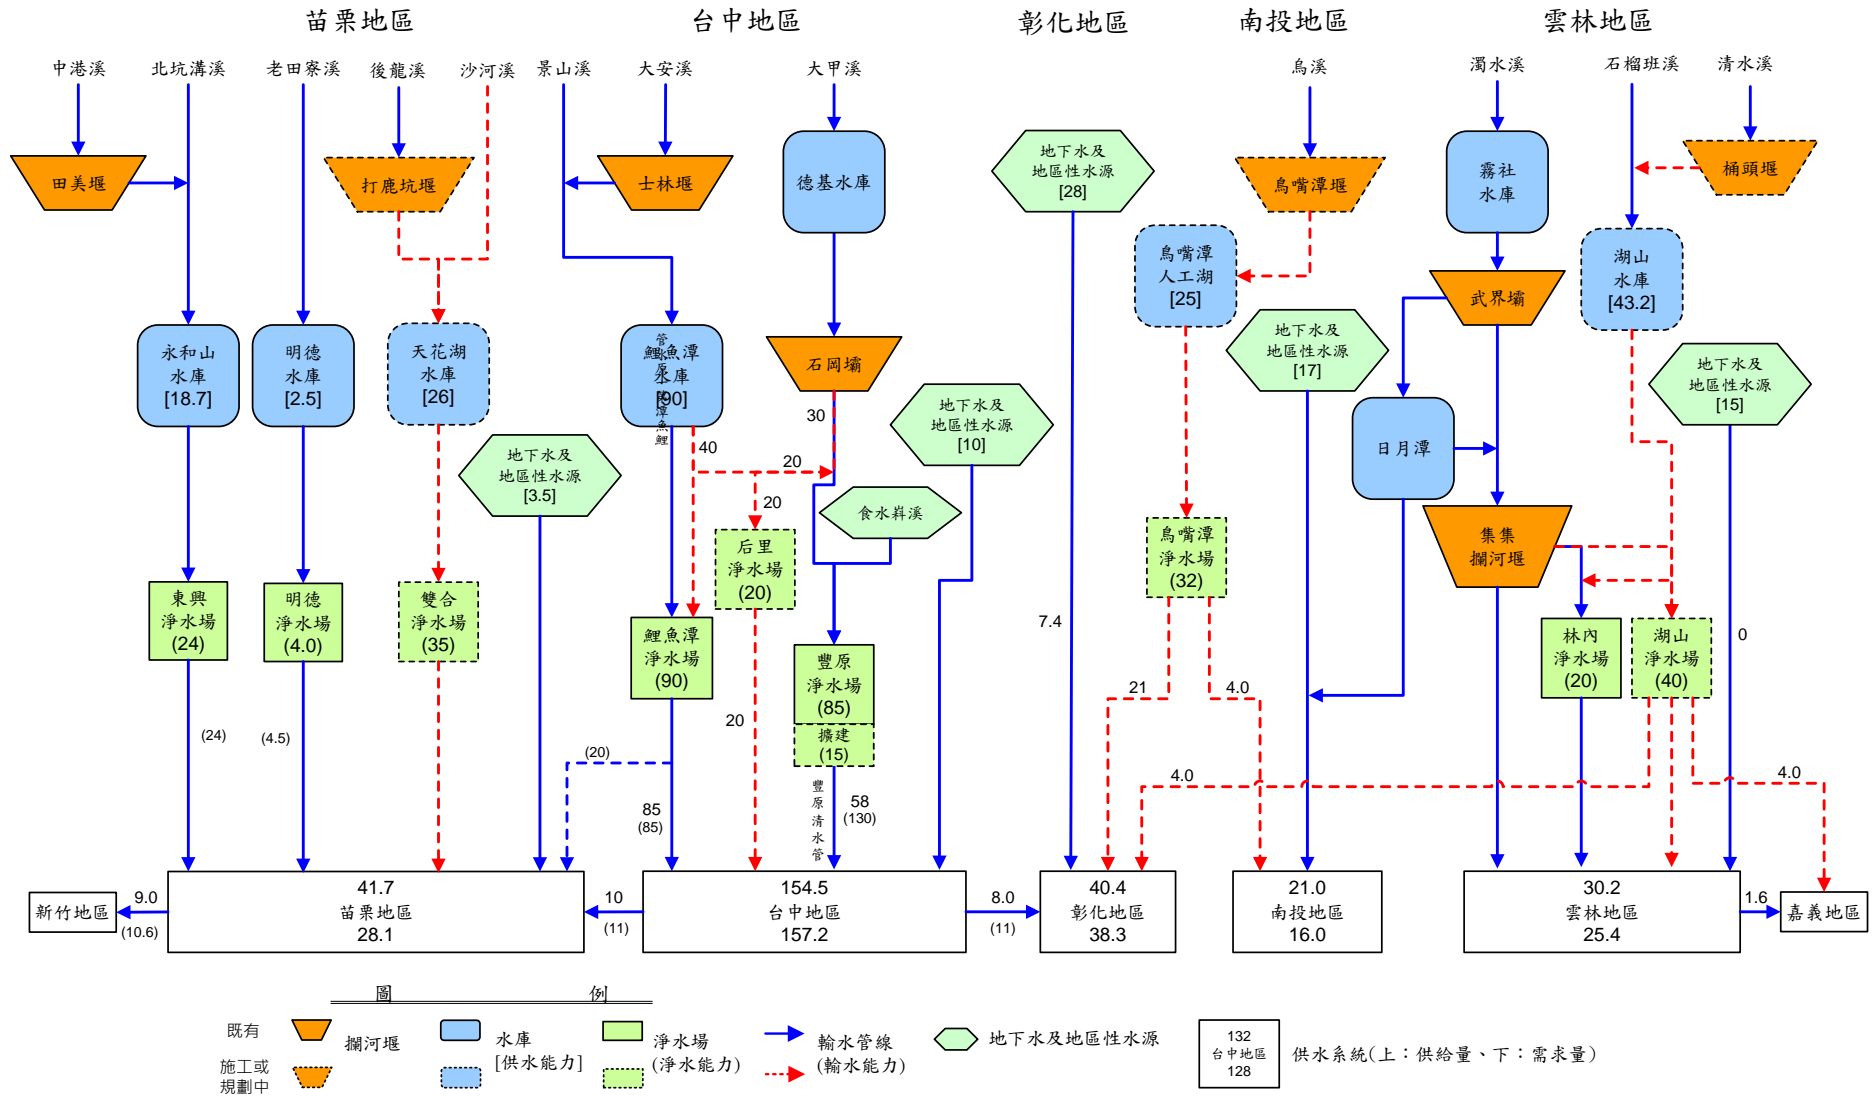 苗栗地區
台中地區
彰化地區
南投地區
雲林地區
中港溪
北坑溝溪
老田寮溪
後龍溪
沙河溪
景山溪
大安溪
大甲溪
烏溪
濁水溪
石榴班溪
清水溪
田美堰
打鹿坑堰
士林堰
德基水庫
地下水及
地區性水源
[28]
鳥嘴潭堰
霧社
水庫
桶頭堰
鳥嘴潭
人工湖
[25]
武界壩
湖山
水庫
[43.2]
永和山
水庫
[18.7]
明德
水庫
[2.5]
天花湖
水庫
[26]
鯉魚潭
水庫
[90]
石岡壩
地下水及
地區性水源
[17]
地下水及
地區性水源
[15]
30
地下水及
地區性水源
[10]
日月潭
40
20
地下水及
地區性水源
[3.5]
20
食水嵙溪
后里
淨水場
(20)
鳥嘴潭
淨水場
(32)
集集
攔河堰
東興
淨水場
(24)
明德
淨水場
(4.0)
雙合
淨水場
(35)
鯉魚潭
淨水場
(90)
豐原
淨水場
(85)
擴建
(15)
7.4
林內
淨水場
(20)
湖山
淨水場
(40)
0
21
4.0
20
(24)
(4.5)
(20)
4.0
4.0
85
(85)
豐原清水管
58
(130)
新竹地區
9.0
(10.6)
41.7
苗栗地區
28.1
10
(11)
154.5
台中地區
157.2
8.0
(11)
40.4
彰化地區
38.3
21.0
南投地區
16.0
30.2
雲林地區
25.4
1.6
嘉義地區
圖 例
既有
施工或
規劃中
攔河堰
水庫
[供水能力]
淨水場
(淨水能力)
輸水管線
(輸水能力)
地下水及地區性水源
132
台中地區
128
供水系統(上：供給量、下：需求量)